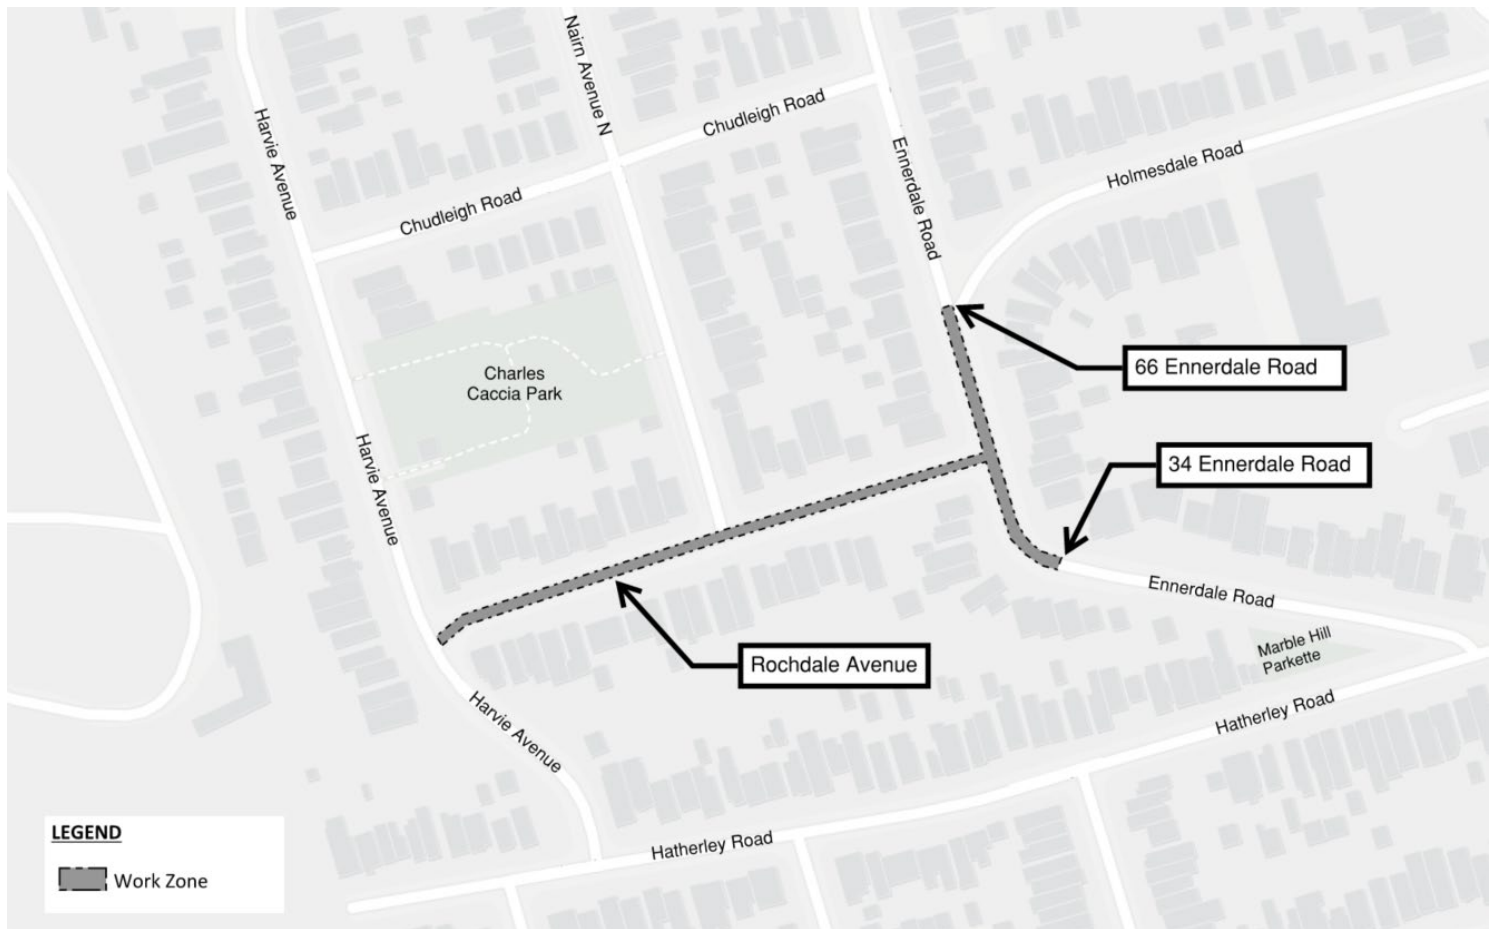 Nairn Avenue N
Chudleigh Road
Harvie Avenue
Ennerdale Road
Holmesdale Road
Chudleigh Road
66 Ennerdale Road
Charles
Caccia Park
34 Ennerdale Road
Harvie Avenue
Ennerdale Road
Rochdale Avenue
Marble Hill
Parkette
Harvie Avenue
Hatherley Road
Hatherley Road
LEGEND
Work Zone